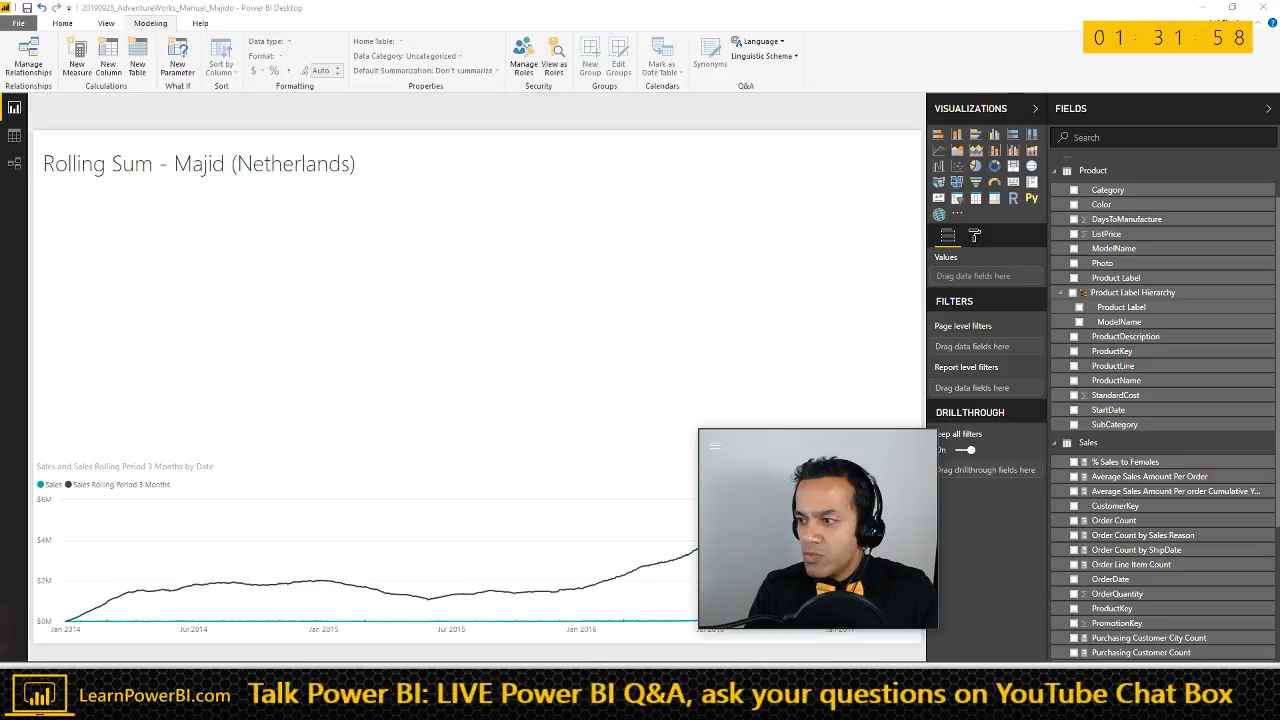 20190928_AdventureWorks_Manuel_Majido - Power BI Desktop
File
Home
View
Modeling
Help
01 : 31 : 58
Manage
Relationships
New
Measure
New
Column
New
Table
New
Parameter
Sort by
Column
Data type:
Format:
$ % , Auto
Home Table:
Data Category: Uncategorized
Default Summarization: Don't summarize
Manage
Roles
View as
Roles
New
Group
Edit
Groups
Mark as
Date Table
Synonyms
Language
Linguistic Schema
Relationships
Calculations
What If
Sort
Formatting
Properties
Security
Groups
Calendars
Q&A
Rolling Sum - Majid (Netherlands)
Sales and Sales Rolling Period 3 Months by Date
Sales Sales Rolling Period 3 Months
$6M
$4M
$2M
$0M
Jan 2014 Jul 2014 Jan 2015 Jul 2015 Jan 2016
VISUALIZATIONS
R Py
Values
Drag data fields here
FILTERS
Page level filters
Drag data fields here
Report level filters
Drag data fields here
DRILLTHROUGH
eep all filters
On
Drag drillthrough fields here
FIELDS
Search
Product
Category
Color
DaysToManufacture
ListPrice
ModelName
Photo
Product Label
Product Label Hierarchy
Product Label
ModelName
ProductDescription
ProductKey
ProductLine
ProductName
StandardCost
StartDate
SubCategory
Sales
% Sales to Females
Average Sales Amount Per Order
Average Sales Amount Per order Cumulative Y...
CustomerKey
Order Count
Order Count by Sales Reason
Order Count by ShipDate
Order Line Item Count
OrderDate
OrderQuantity
ProductKey
PromotionKey
Purchasing Customer City Count
Purchasing Customer Count
LearnPowerBI.com
Talk Power BI: LIVE Power BI Q&A, ask your questions on YouTube Chat Box